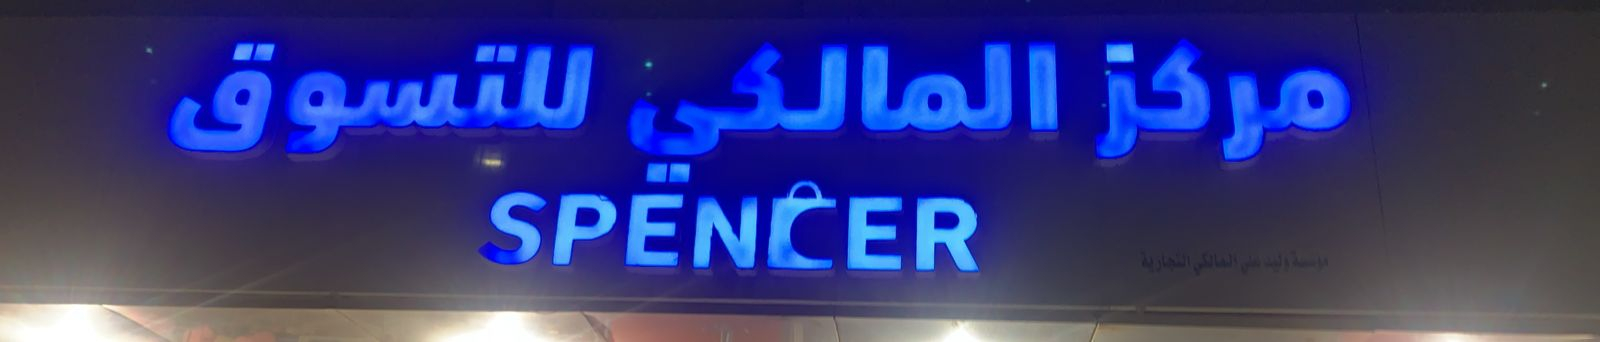 مركز المالكي للتسوق
SPENCER
مؤسسة وليد علي المالكي التجارية